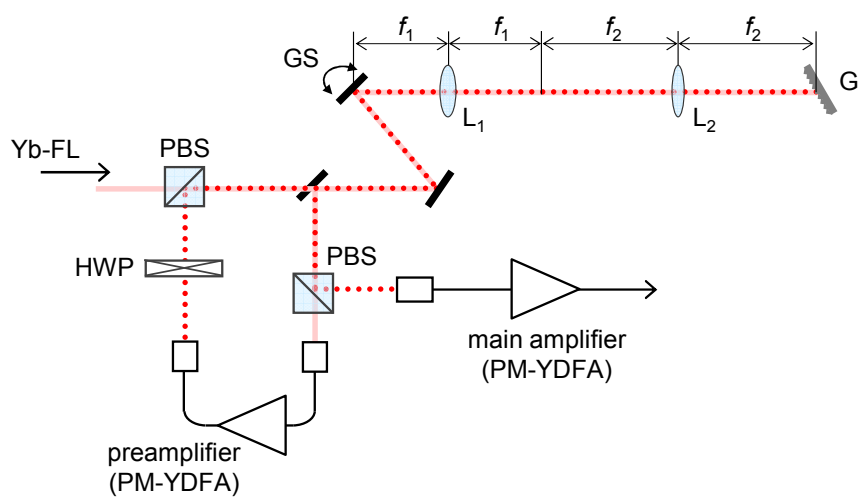 f₁ f₁ f₂ f₂
GS
G
L₁ L₂
Yb-FL
PBS
HWP
PBS
main amplifier
(PM-YDFA)
preamplifier
(PM-YDFA)